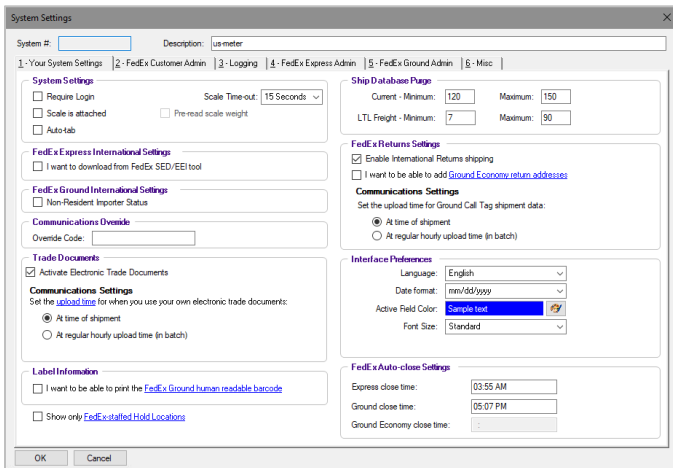 System Settings
System #:
Description: us-meter
1 - Your System Settings
2 - FedEx Customer Admin
3 - Logging
4 - FedEx Express Admin
5 - FedEx Ground Admin
6 - Misc
System Settings
Require Login
Scale Time-out: 15 Seconds
Scale is attached
Pre-read scale weight
Auto-tab
FedEx Express International Settings
I want to download from FedEx SED/EEI tool
FedEx Ground International Settings
Non-Resident Importer Status
Communications Override
Override Code:
Trade Documents
Activate Electronic Trade Documents
Communications Settings
Set the upload time for when you use your own electronic trade documents:
At time of shipment
At regular hourly upload time (in batch)
Label Information
I want to be able to print the FedEx Ground human readable barcode
Show only FedEx-staffed Hold Locations
Ship Database Purge
Current - Minimum: 120 Maximum: 150
LTL Freight - Minimum: 7 Maximum: 90
FedEx Returns Settings
Enable International Returns shipping
I want to be able to add Ground Economy return addresses
Communications Settings
Set the upload time for Ground Call Tag shipment data:
At time of shipment
At regular hourly upload time (in batch)
Interface Preferences
Language: English
Date format: mm/dd/yyyy
Active Field Color: Sample text
Font Size: Standard
FedEx Auto-close Settings
Express close time: 03:55 AM
Ground close time: 05:07 PM
Ground Economy close time: :
OK
Cancel